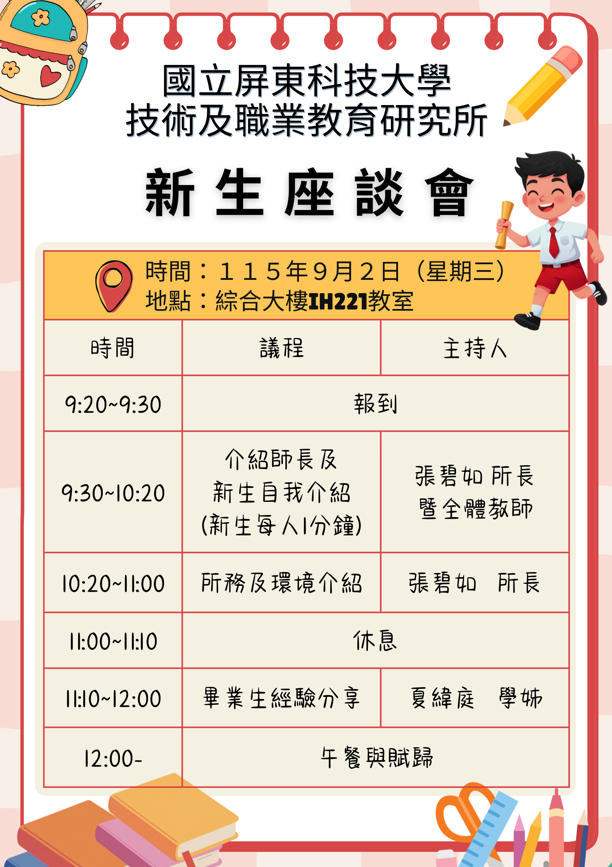 國立屏東科技大學
技術及職業教育研究所
新生座談會
時間：１１５年９月２日（星期三）
地點：綜合大樓IH221教室
時間 議程 主持人
9:20~9:30 報到
9:30~10:20
介紹師長及
新生自我介紹
(新生每人1分鐘)
張碧如 所長
暨全體教師
10:20~11:00 所務及環境介紹 張碧如 所長
11:00~11:10 休息
11:10~12:00 畢業生經驗分享 夏緯庭 學姊
12:00- 午餐與賦歸